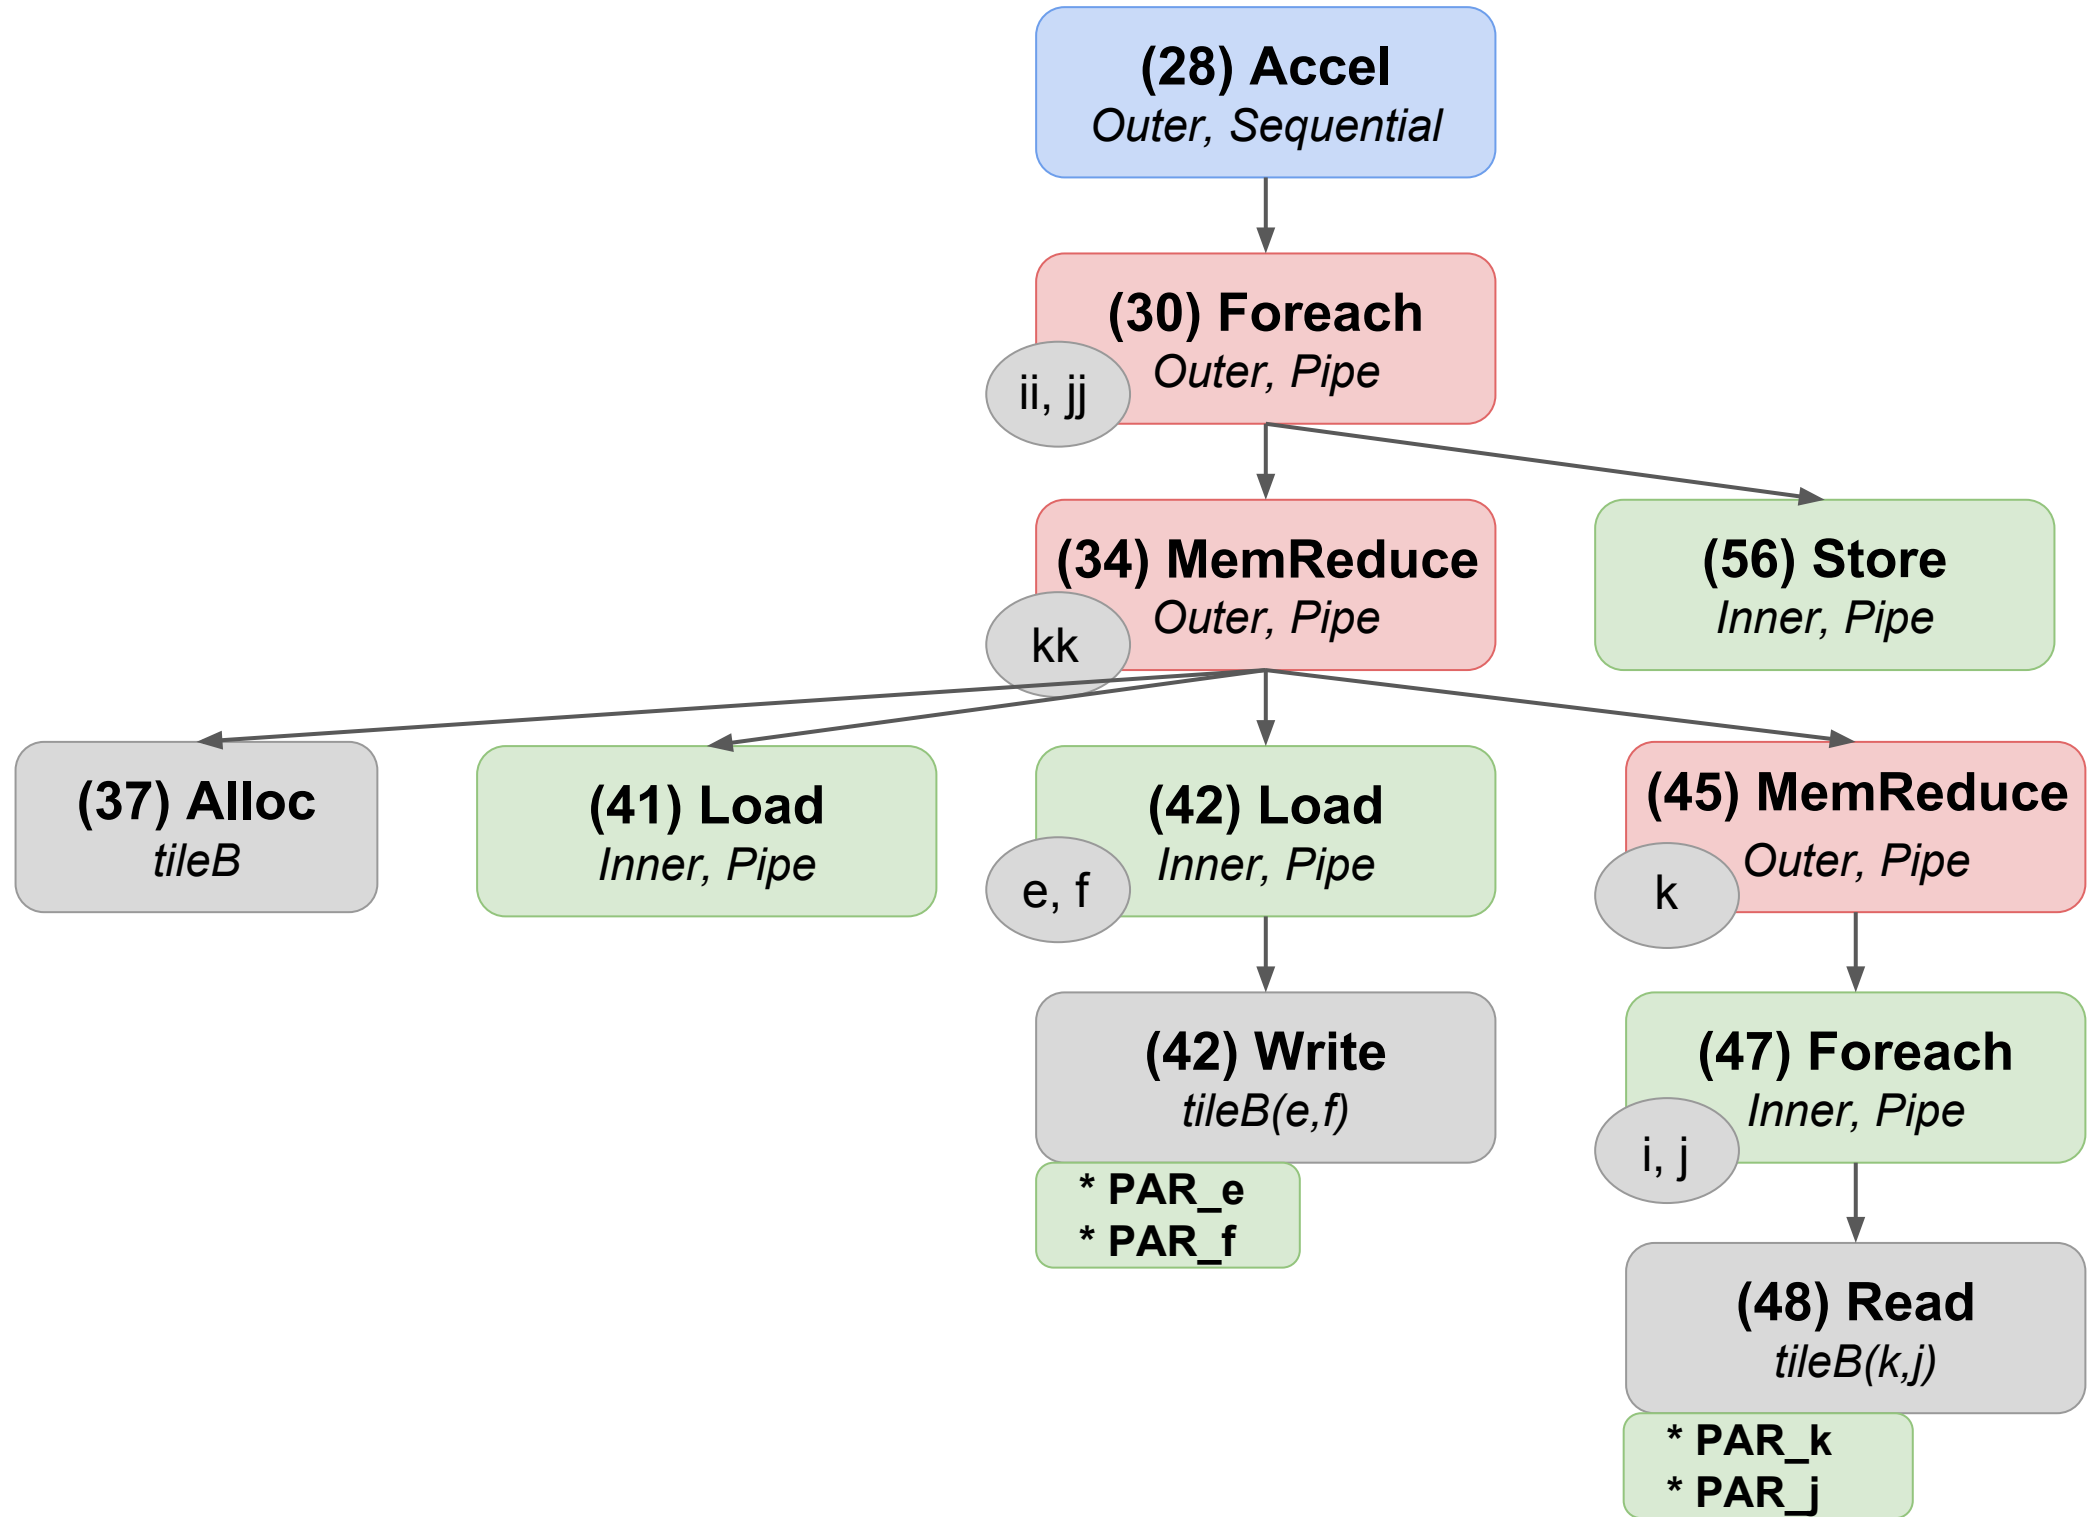 (28) Accel
Outer, Sequential
(30) Foreach
Outer, Pipe
ii, jj
(34) MemReduce
Outer, Pipe
kk
(56) Store
Inner, Pipe
(37) Alloc
tileB
(41) Load
Inner, Pipe
(42) Load
Inner, Pipe
e, f
(45) MemReduce
Outer, Pipe
k
(42) Write
tileB(e,f)
* PAR_e
* PAR_f
(47) Foreach
Inner, Pipe
i, j
(48) Read
tileB(k,j)
* PAR_k
* PAR_j